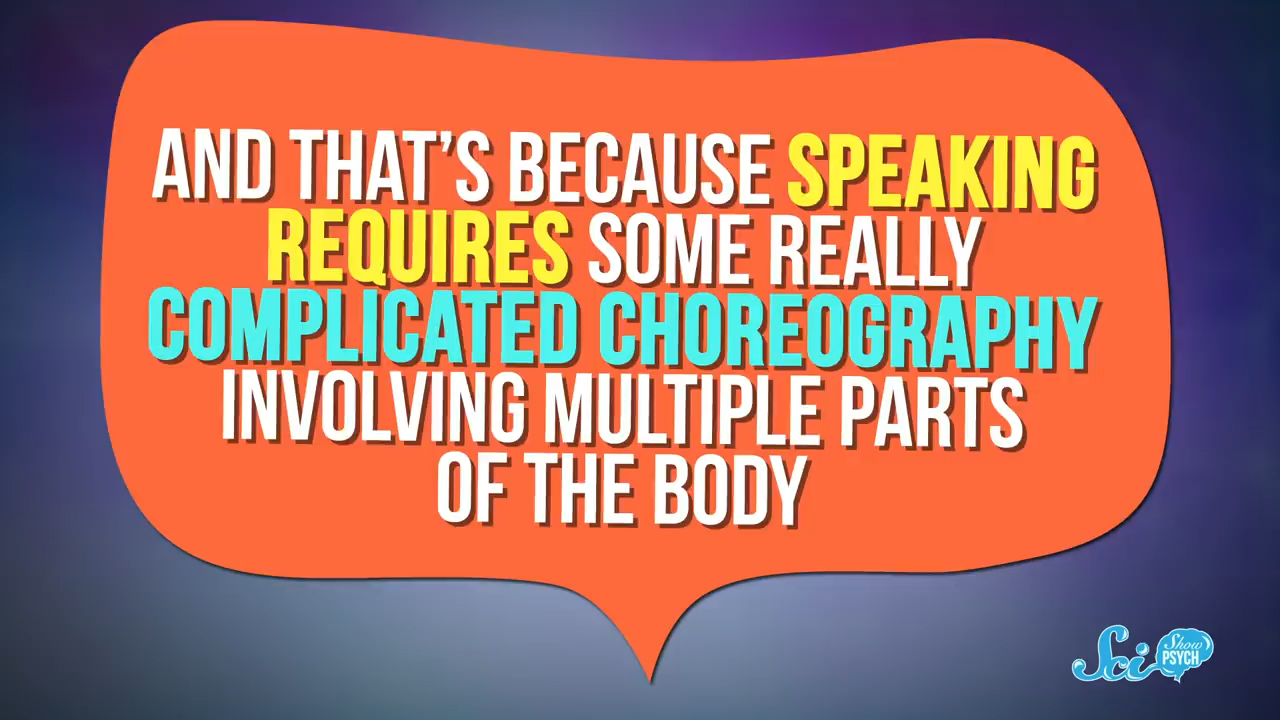 AND THAT'S BECAUSE SPEAKING
REQUIRES SOME REALLY
COMPLICATED CHOREOGRAPHY
INVOLVING MULTIPLE PARTS
OF THE BODY
Sci Show
PSYCH